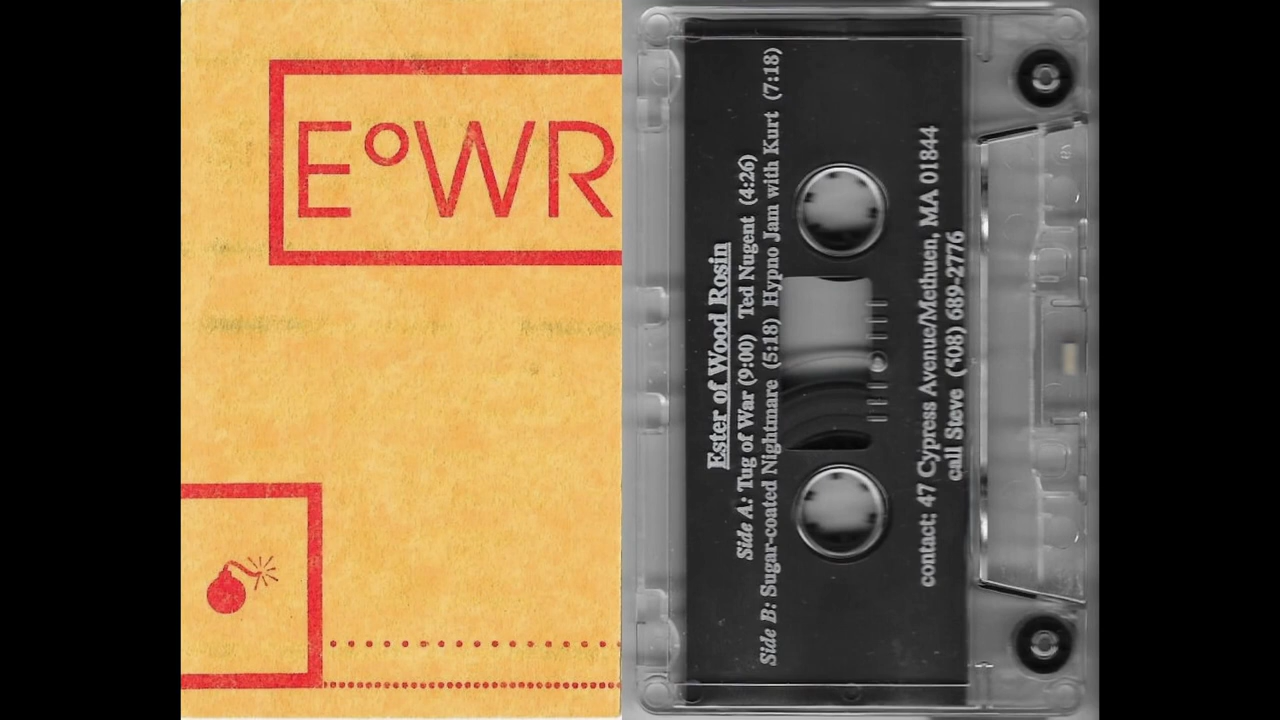 EoWR
Ester of Wood Rosin
Side A: Tug of War (9:00) Ted Nugent (4:26)
Side B: Sugar-coated Nightmare (5:18) Hypno Jam with Kurt (7:18)
contact: 47 Cypress Avenue/Methuen, MA 01844
call Steve (508) 689-2776